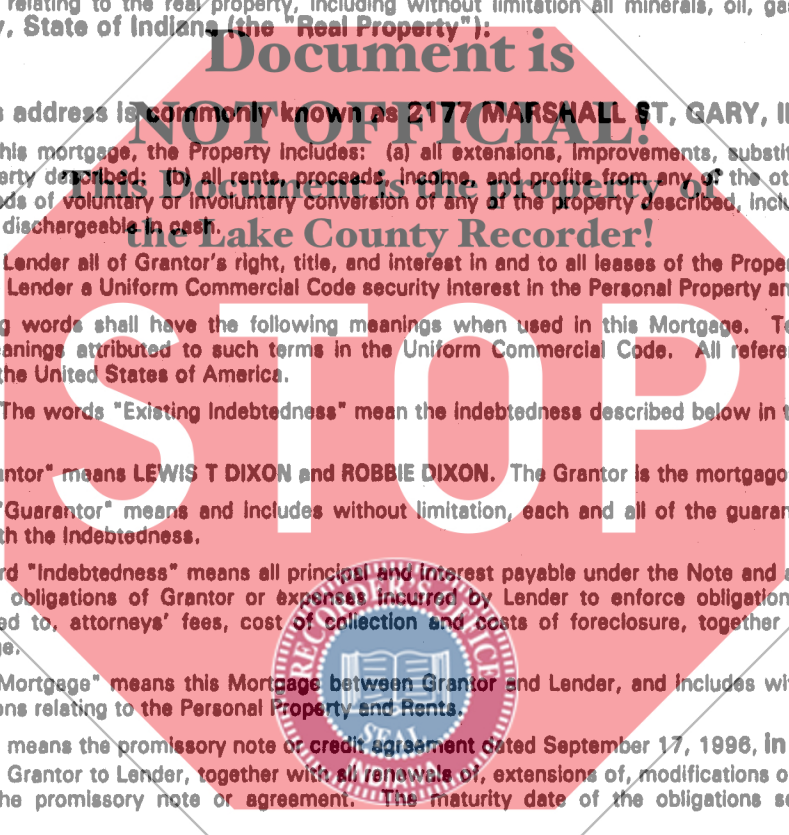 relating to the real property, including without limitation all minerals, oil, gas
y, State of Indiana (the "Real Property"):
Document is
s address is commonly known as 2177 MARSHALL ST, GARY, I
NOT OFFICIAL!
his mortgage, the Property includes: (a) all extensions, improvements, substit
erty described; (b) all rents, proceeds, income, and profits from any of the ot
This Document is the property of
ds of voluntary or involuntary conversion of any of the property described, inclu
dischargeable in cash.
the Lake County Recorder!
Lender all of Grantor's right, title, and interest in and to all leases of the Prope
Lender a Uniform Commercial Code security interest in the Personal Property an
g words shall have the following meanings when used in this Mortgage. Te
eanings attributed to such terms in the Uniform Commercial Code. All refere
the United States of America.
STOP
The words "Existing Indebtedness" mean the indebtedness described below in t
antor" means LEWIS T DIXON and ROBBIE DIXON. The Grantor is the mortgago
"Guarantor" means and includes without limitation, each and all of the guaran
th the Indebtedness.
rd "Indebtedness" means all principal and interest payable under the Note and a
obligations of Grantor or expenses incurred by Lender to enforce obligation
ed to, attorneys' fees, cost of collection and costs of foreclosure, together
ge.
RECORDER'S OFFICE
SEAL
Mortgage" means this Mortgage between Grantor and Lender, and includes wi
ons relating to the Personal Property and Rents.
means the promissory note or credit agreement dated September 17, 1996, in
Grantor to Lender, together with all renewals of, extensions of, modifications o
he promissory note or agreement. The maturity date of the obligations se